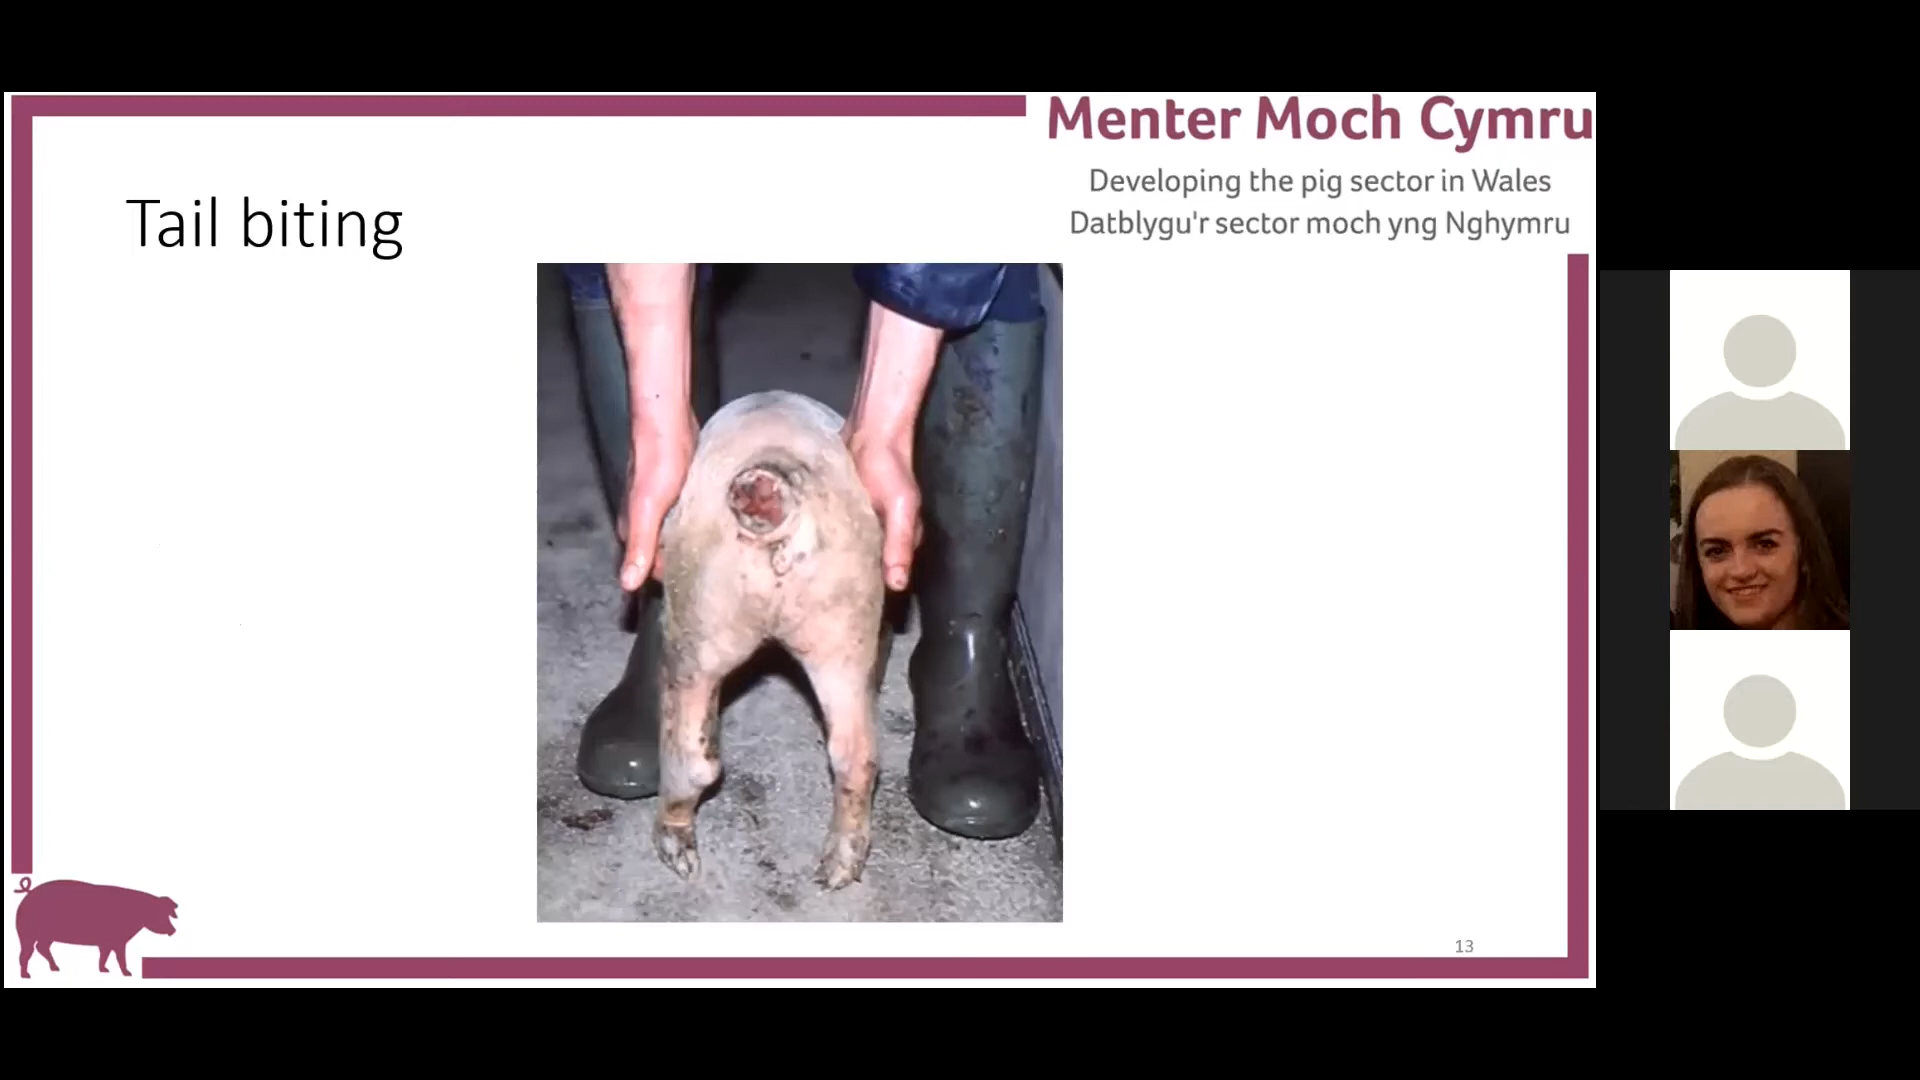 Menter Moch Cymru
Developing the pig sector in Wales
Datblygu'r sector moch yng Nghymru
Tail biting
13